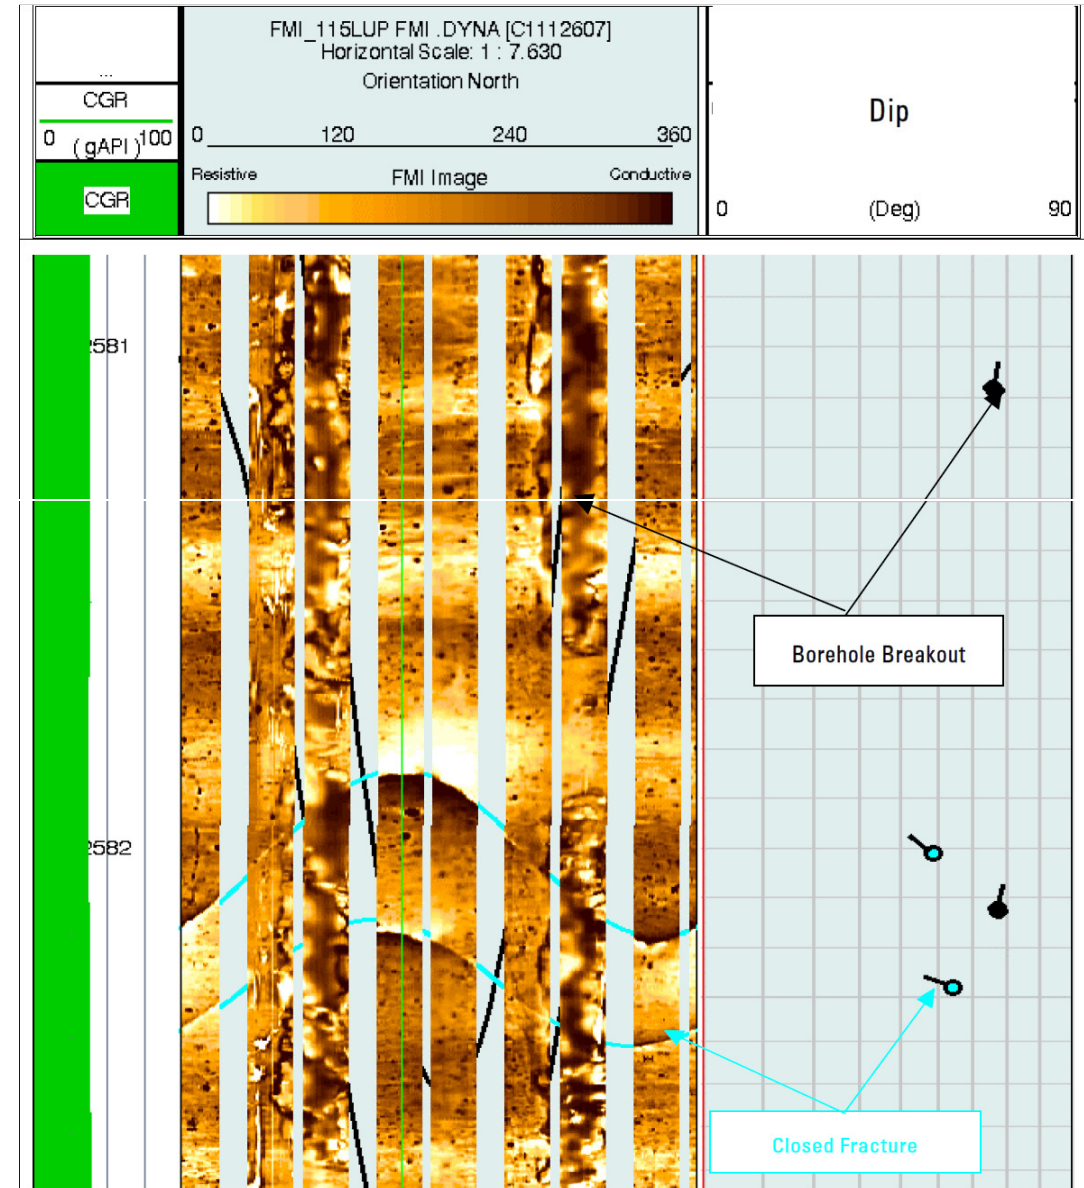 FMI_115LUP FMI .DYNA [C1112607]
Horizontal Scale: 1 : 7.630
Orientation North
...
CGR
0 (gAPI) 100
CGR
0 120 240 360
Resistive FMI Image Conductive
Dip
0 (Deg) 90
2581
Borehole Breakout
2582
Closed Fracture